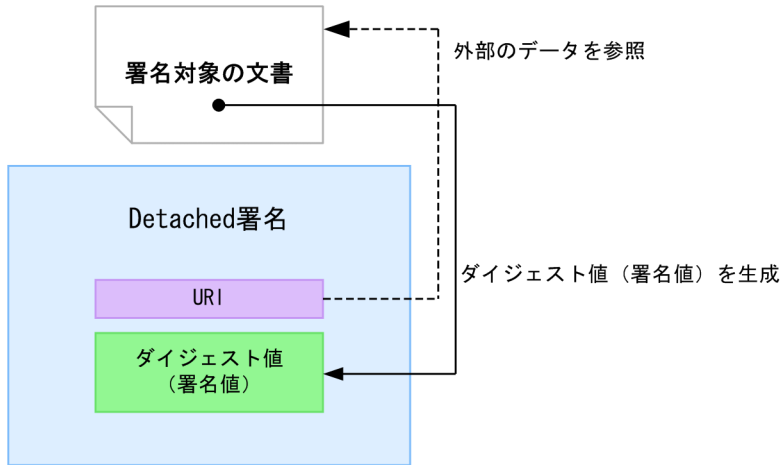 署名対象の文書
外部のデータを参照
Detached署名
ダイジェスト値（署名値）を生成
URI
ダイジェスト値
（署名値）